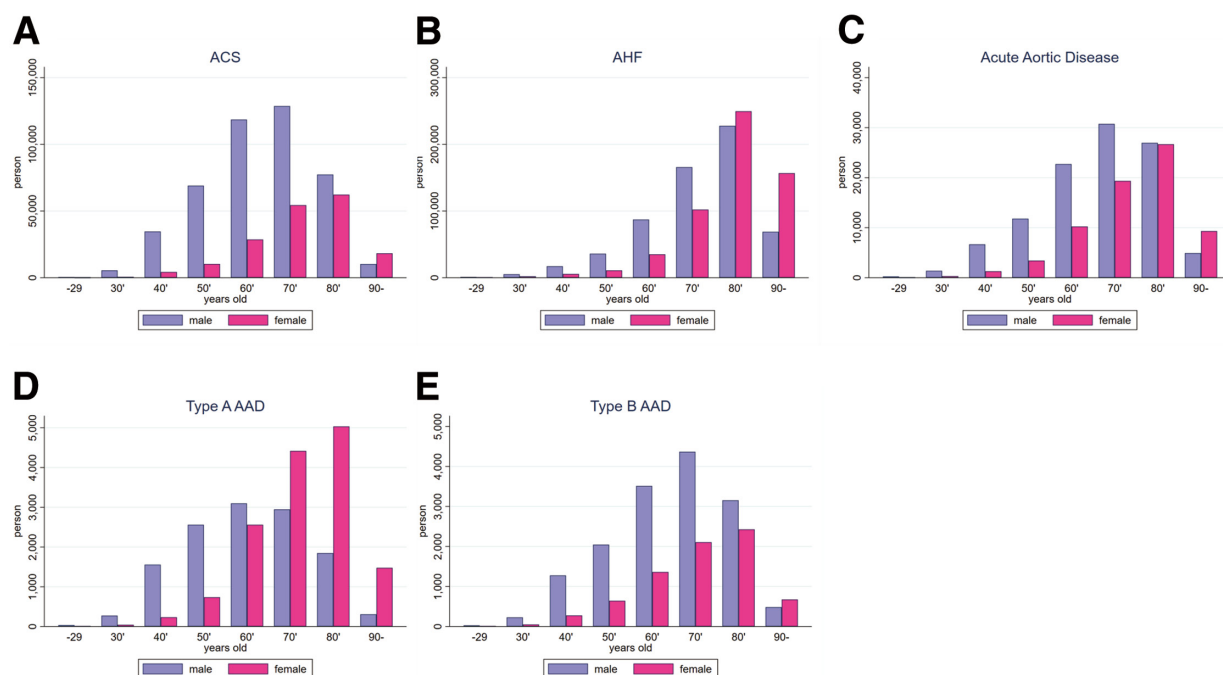 A
ACS
person
150,000
100,000
50,000
0
-29 30' 40' 50' 60' 70' 80' 90-
years old
male female
B
AHF
person
300,000
200,000
100,000
0
-29 30' 40' 50' 60' 70' 80' 90-
years old
male female
C
Acute Aortic Disease
person
40,000
30,000
20,000
10,000
0
-29 30' 40' 50' 60' 70' 80' 90-
years old
male female
D
Type A AAD
person
5,000
4,000
3,000
2,000
1,000
0
-29 30' 40' 50' 60' 70' 80' 90-
years old
male female
E
Type B AAD
person
5,000
4,000
3,000
2,000
1,000
0
-29 30' 40' 50' 60' 70' 80' 90-
years old
male female